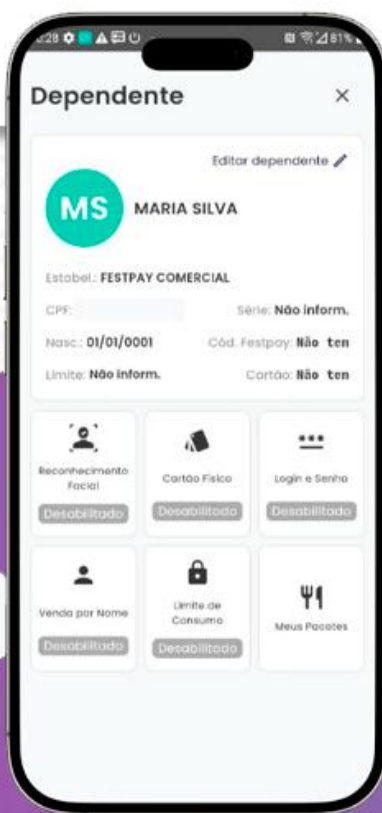 :28 81%
Dependente ×
Editar dependente
MS MARIA SILVA
Estabel.: FESTPAY COMERCIAL
CPF: Série: Não inform.
Nasc.: 01/01/0001 Cód. Festpay: Não tem
Limite: Não inform. Cartão: Não tem
Reconhecimento Facial
Desabilitado
Cartão Físico
Desabilitado
Login e Senha
Desabilitado
Venda por Nome
Desabilitado
Limite de Consumo
Desabilitado
Meus Pacotes